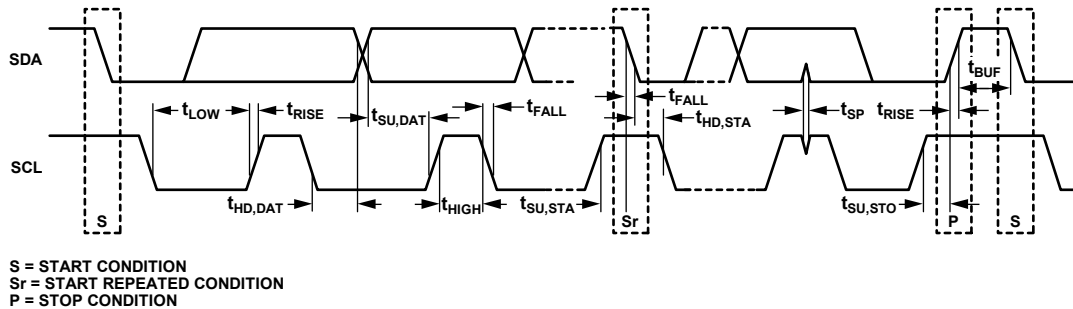 SDA
tBUF
tLOW
tRISE
tSU,DAT
tFALL
tFALL
tHD,STA
tSP
tRISE
SCL
tHD,DAT
tHIGH
tSU,STA
tSU,STO
S
Sr
P
S
S = START CONDITION
Sr = START REPEATED CONDITION
P = STOP CONDITION